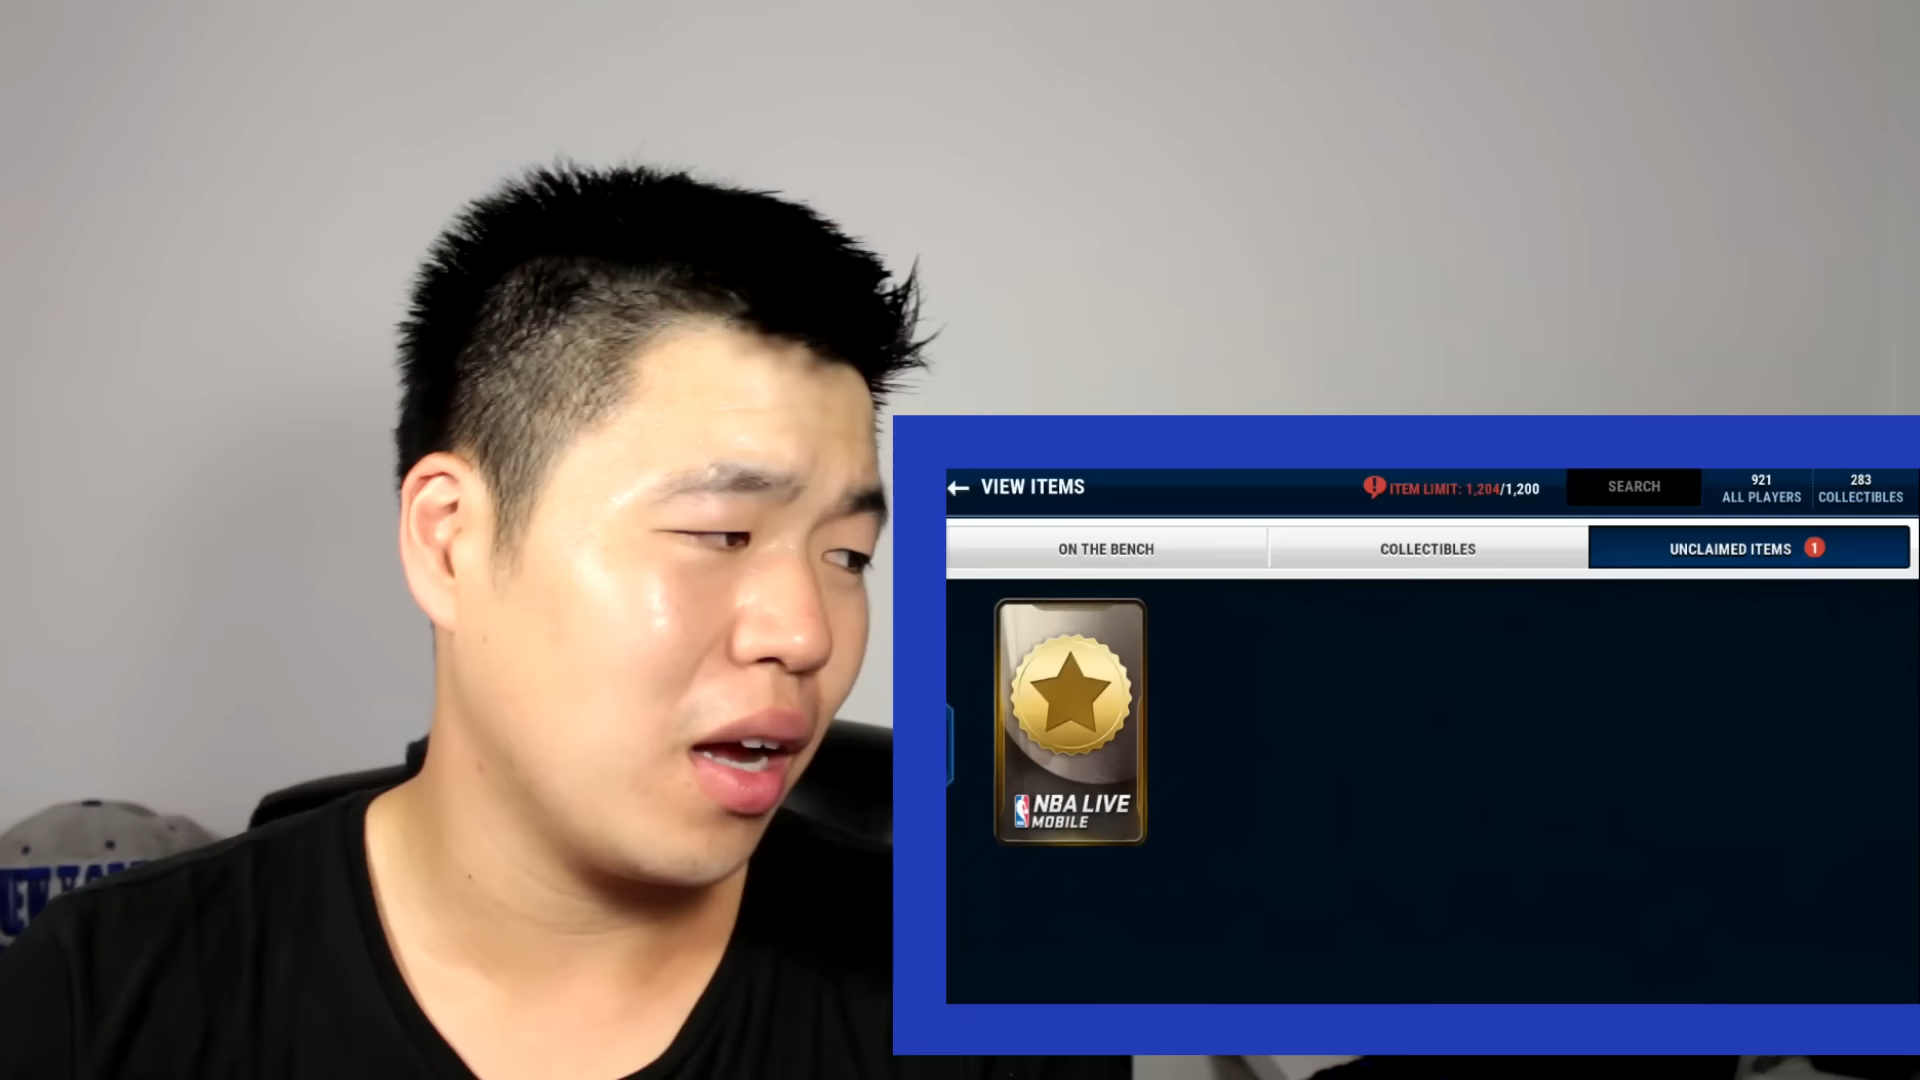 VIEW ITEMS
ITEM LIMIT: 1,204/1,200
SEARCH
921
ALL PLAYERS
283
COLLECTIBLES
ON THE BENCH
COLLECTIBLES
UNCLAIMED ITEMS 1
NBA LIVE
MOBILE